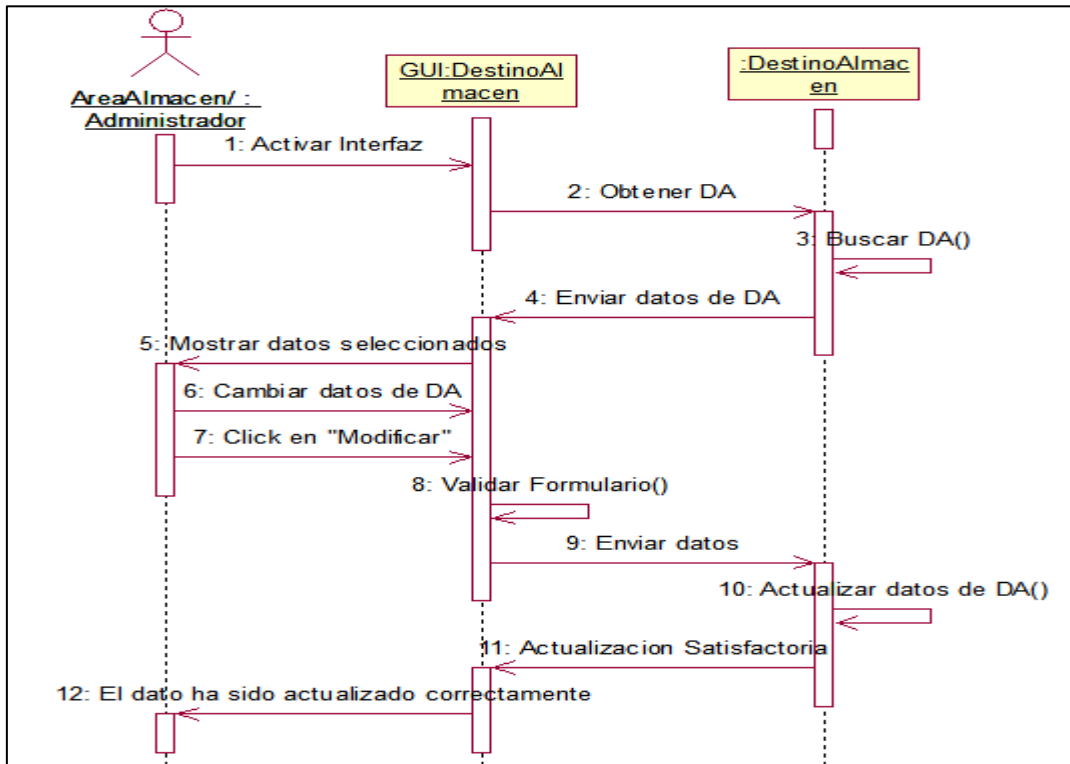 AreaAlmacen/ :
Administrador
GUI:DestinoAl
macen
:DestinoAlmac
en
1: Activar Interfaz
2: Obtener DA
3: Buscar DA()
4: Enviar datos de DA
5: Mostrar datos seleccionados
6: Cambiar datos de DA
7: Click en "Modificar"
8: Validar Formulario()
9: Enviar datos
10: Actualizar datos de DA()
11: Actualizacion Satisfactoria
12: El dato ha sido actualizado correctamente